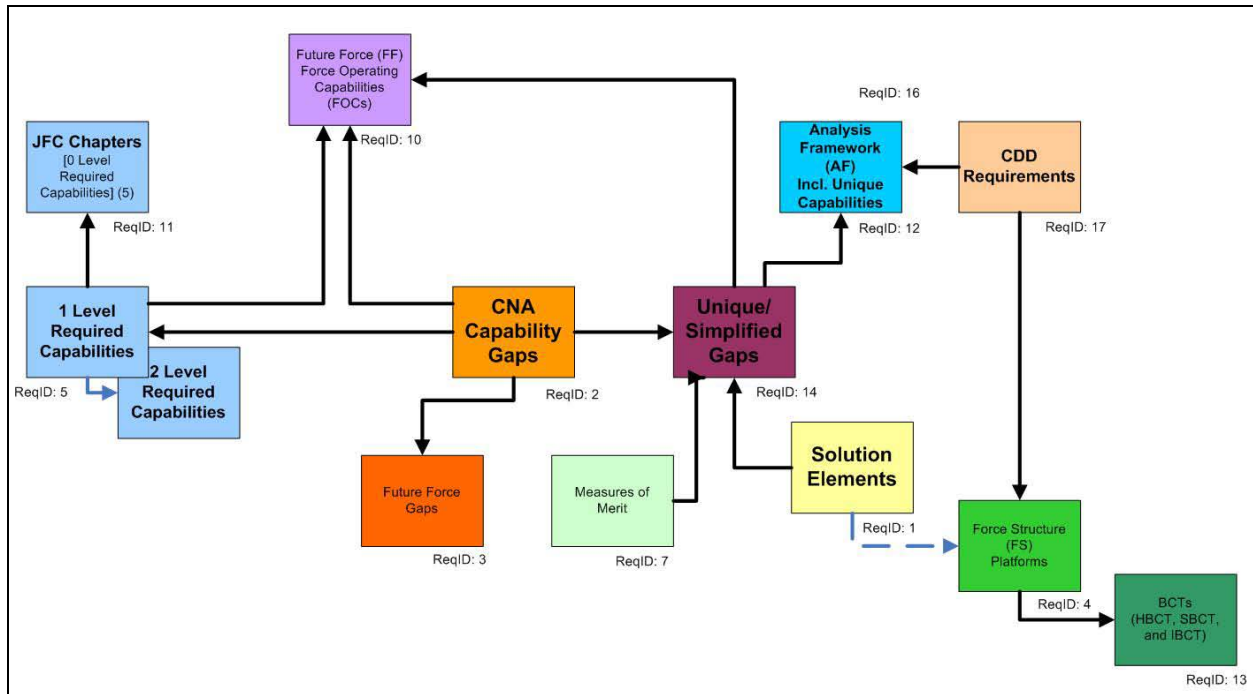 Future Force (FF)
Force Operating
Capabilities
(FOCs)
ReqID: 10
ReqID: 16
JFC Chapters
[0 Level
Required
Capabilities] (5)
ReqID: 11
Analysis
Framework
(AF)
Incl. Unique
Capabilities
ReqID: 12
CDD
Requirements
ReqID: 17
1 Level
Required
Capabilities
ReqID: 5
2 Level
Required
Capabilities
CNA
Capability
Gaps
ReqID: 2
Unique/
Simplified
Gaps
ReqID: 14
Future Force
Gaps
ReqID: 3
Measures of
Merit
ReqID: 7
Solution
Elements
ReqID: 1
Force Structure
(FS)
Platforms
ReqID: 4
BCTs
(HBCT, SBCT,
and IBCT)
ReqID: 13